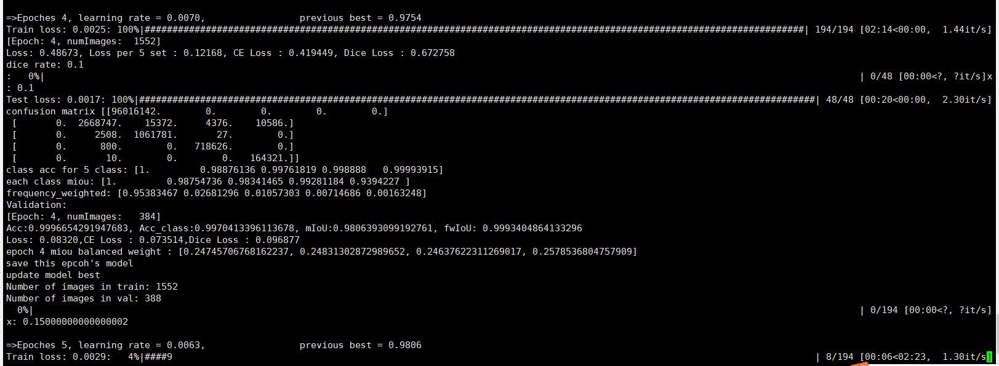 =>Epoches 4, learning rate = 0.0070,                 previous best = 0.9754
Train loss: 0.0025: 100%|#######################################################################################################################| 194/194 [02:14<00:00,  1.44it/s]
[Epoch: 4, numImages:  1552]
Loss: 0.48673, Loss per 5 set : 0.12168, CE Loss : 0.419449, Dice Loss : 0.672758
dice rate: 0.1
:   0%|                                                                                                                                                   | 0/48 [00:00<?, ?it/s]x
: 0.1
Test loss: 0.0017: 100%|##########################################################################################################################| 48/48 [00:20<00:00,  2.30it/s]
confusion matrix [[96016142.        0.        0.        0.        0.]
 [       0.  2668747.    15372.     4376.    10586.]
 [       0.     2508.  1061781.       27.        0.]
 [       0.      800.        0.   718626.        0.]
 [       0.       10.        0.        0.   164321.]]
class acc for 5 class: [1.         0.98876136 0.99761819 0.998888   0.99993915]
each class miou: [1.         0.98754736 0.98341465 0.99281184 0.9394227 ]
frequency_weighted: [0.95383467 0.02681296 0.01057303 0.00714686 0.00163248]
Validation:
[Epoch: 4, numImages:   384]
Acc:0.9996654291947683, Acc_class:0.9970413396113678, mIoU:0.9806393099192761, fwIoU: 0.9993404864133296
Loss: 0.08320,CE Loss : 0.073514,Dice Loss : 0.096877
epoch 4 miou balanced weight : [0.24745706768162237, 0.24831302872989652, 0.24637622311269017, 0.2578536804757909]
save this epcoh's model
update model best
Number of images in train: 1552
Number of images in val: 388
  0%|                                                                                                                                                     | 0/194 [00:00<?, ?it/s]
x: 0.15000000000000002
=>Epoches 5, learning rate = 0.0063,                 previous best = 0.9806
Train loss: 0.0029:   4%|####9                                                                                                                    | 8/194 [00:06<02:23,  1.30it/s]